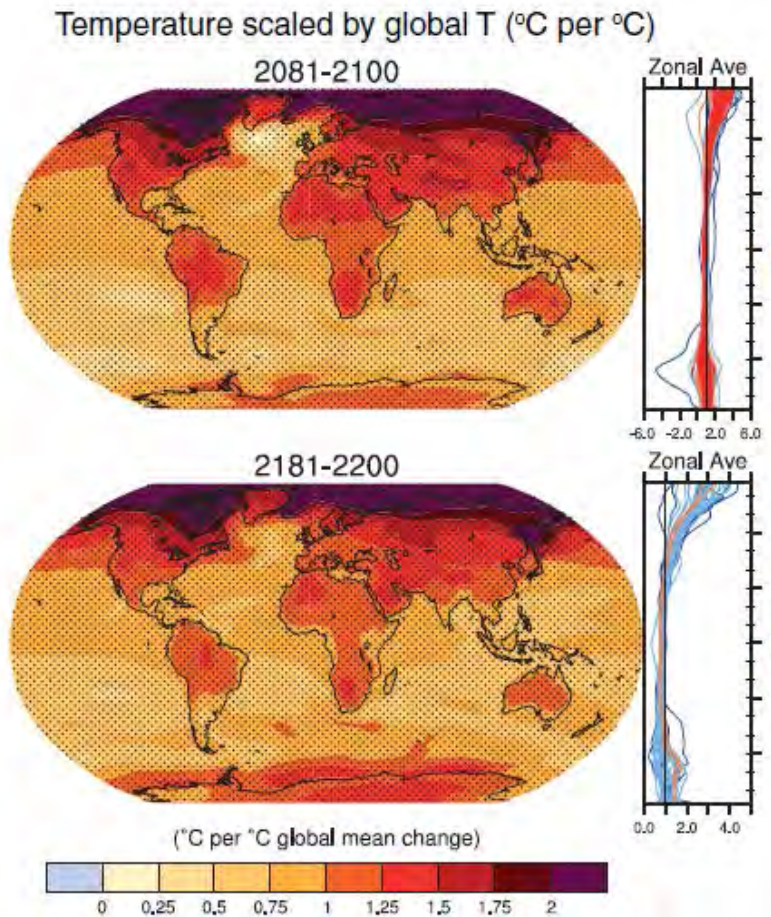 Temperature scaled by global T (°C per °C)
2081-2100
Zonal Ave
-6.0 -2.0 2.0 6.0
2181-2200
Zonal Ave
0.0 2.0 4.0
(°C per °C global mean change)
0 0.25 0.5 0.75 1 1.25 1.5 1.75 2